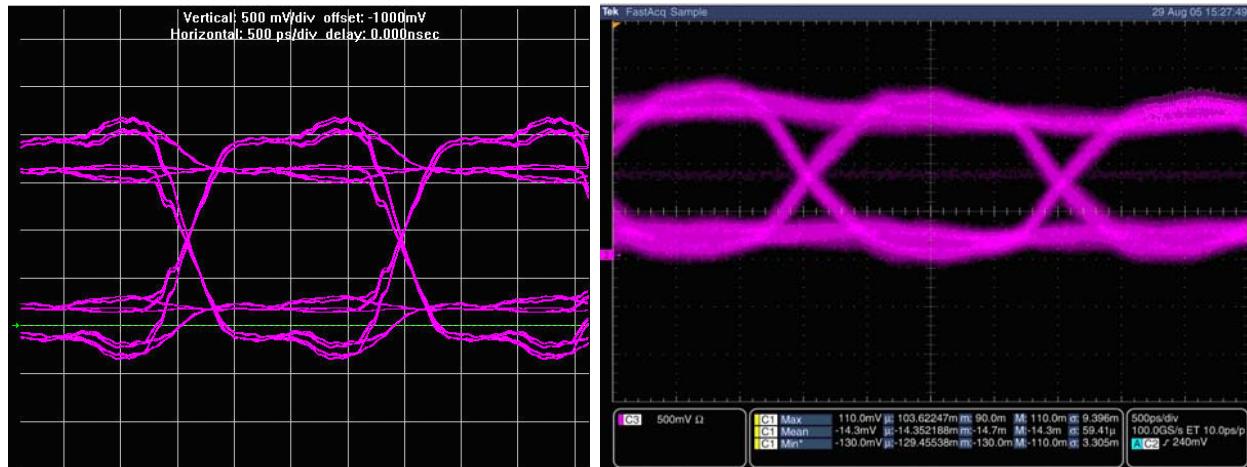 Vertical: 500 mV/div offset: -1000mV
Horizontal: 500 ps/div delay: 0.000nsec
Tek FastAcq Sample 29 Aug 05 15:27:49
C3 500mV Ω
C1 Max 110.0mV µ: 103.62247m m: 90.0m M: 110.0m σ: 9.396m
C1 Mean -14.3mV µ: -14.352188m m: -14.7m M: -14.3m σ: 59.41µ
C1 Min* -130.0mV µ: -129.45538m m: -130.0m M: -110.0m σ: 3.305m
500ps/div
100.0GS/s ET 10.0ps/p
A C2 240mV